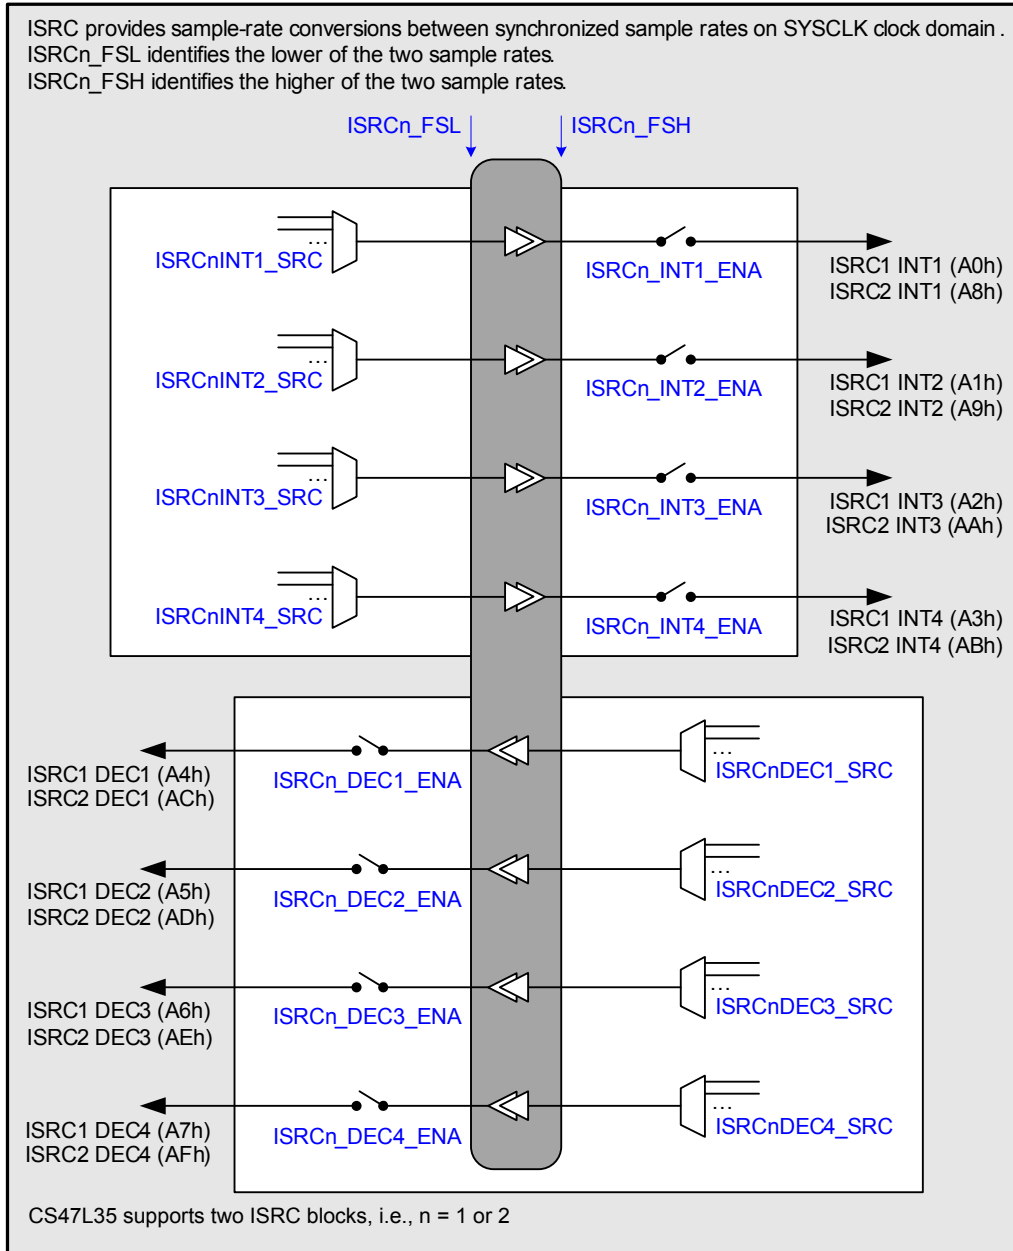 ISRC provides sample-rate conversions between synchronized sample rates on SYSCLK clock domain.
ISRCn_FSL identifies the lower of the two sample rates.
ISRCn_FSH identifies the higher of the two sample rates.
ISRCn_FSL
ISRCn_FSH
...
ISRCnINT1_SRC
ISRCn_INT1_ENA
ISRC1 INT1 (A0h)
ISRC2 INT1 (A8h)
...
ISRCnINT2_SRC
ISRCn_INT2_ENA
ISRC1 INT2 (A1h)
ISRC2 INT2 (A9h)
...
ISRCnINT3_SRC
ISRCn_INT3_ENA
ISRC1 INT3 (A2h)
ISRC2 INT3 (AAh)
...
ISRCnINT4_SRC
ISRCn_INT4_ENA
ISRC1 INT4 (A3h)
ISRC2 INT4 (ABh)
ISRC1 DEC1 (A4h)
ISRC2 DEC1 (ACh)
ISRCn_DEC1_ENA
...
ISRCnDEC1_SRC
ISRC1 DEC2 (A5h)
ISRC2 DEC2 (ADh)
ISRCn_DEC2_ENA
...
ISRCnDEC2_SRC
ISRC1 DEC3 (A6h)
ISRC2 DEC3 (AEh)
ISRCn_DEC3_ENA
...
ISRCnDEC3_SRC
ISRC1 DEC4 (A7h)
ISRC2 DEC4 (AFh)
ISRCn_DEC4_ENA
...
ISRCnDEC4_SRC
CS47L35 supports two ISRC blocks, i.e., n = 1 or 2